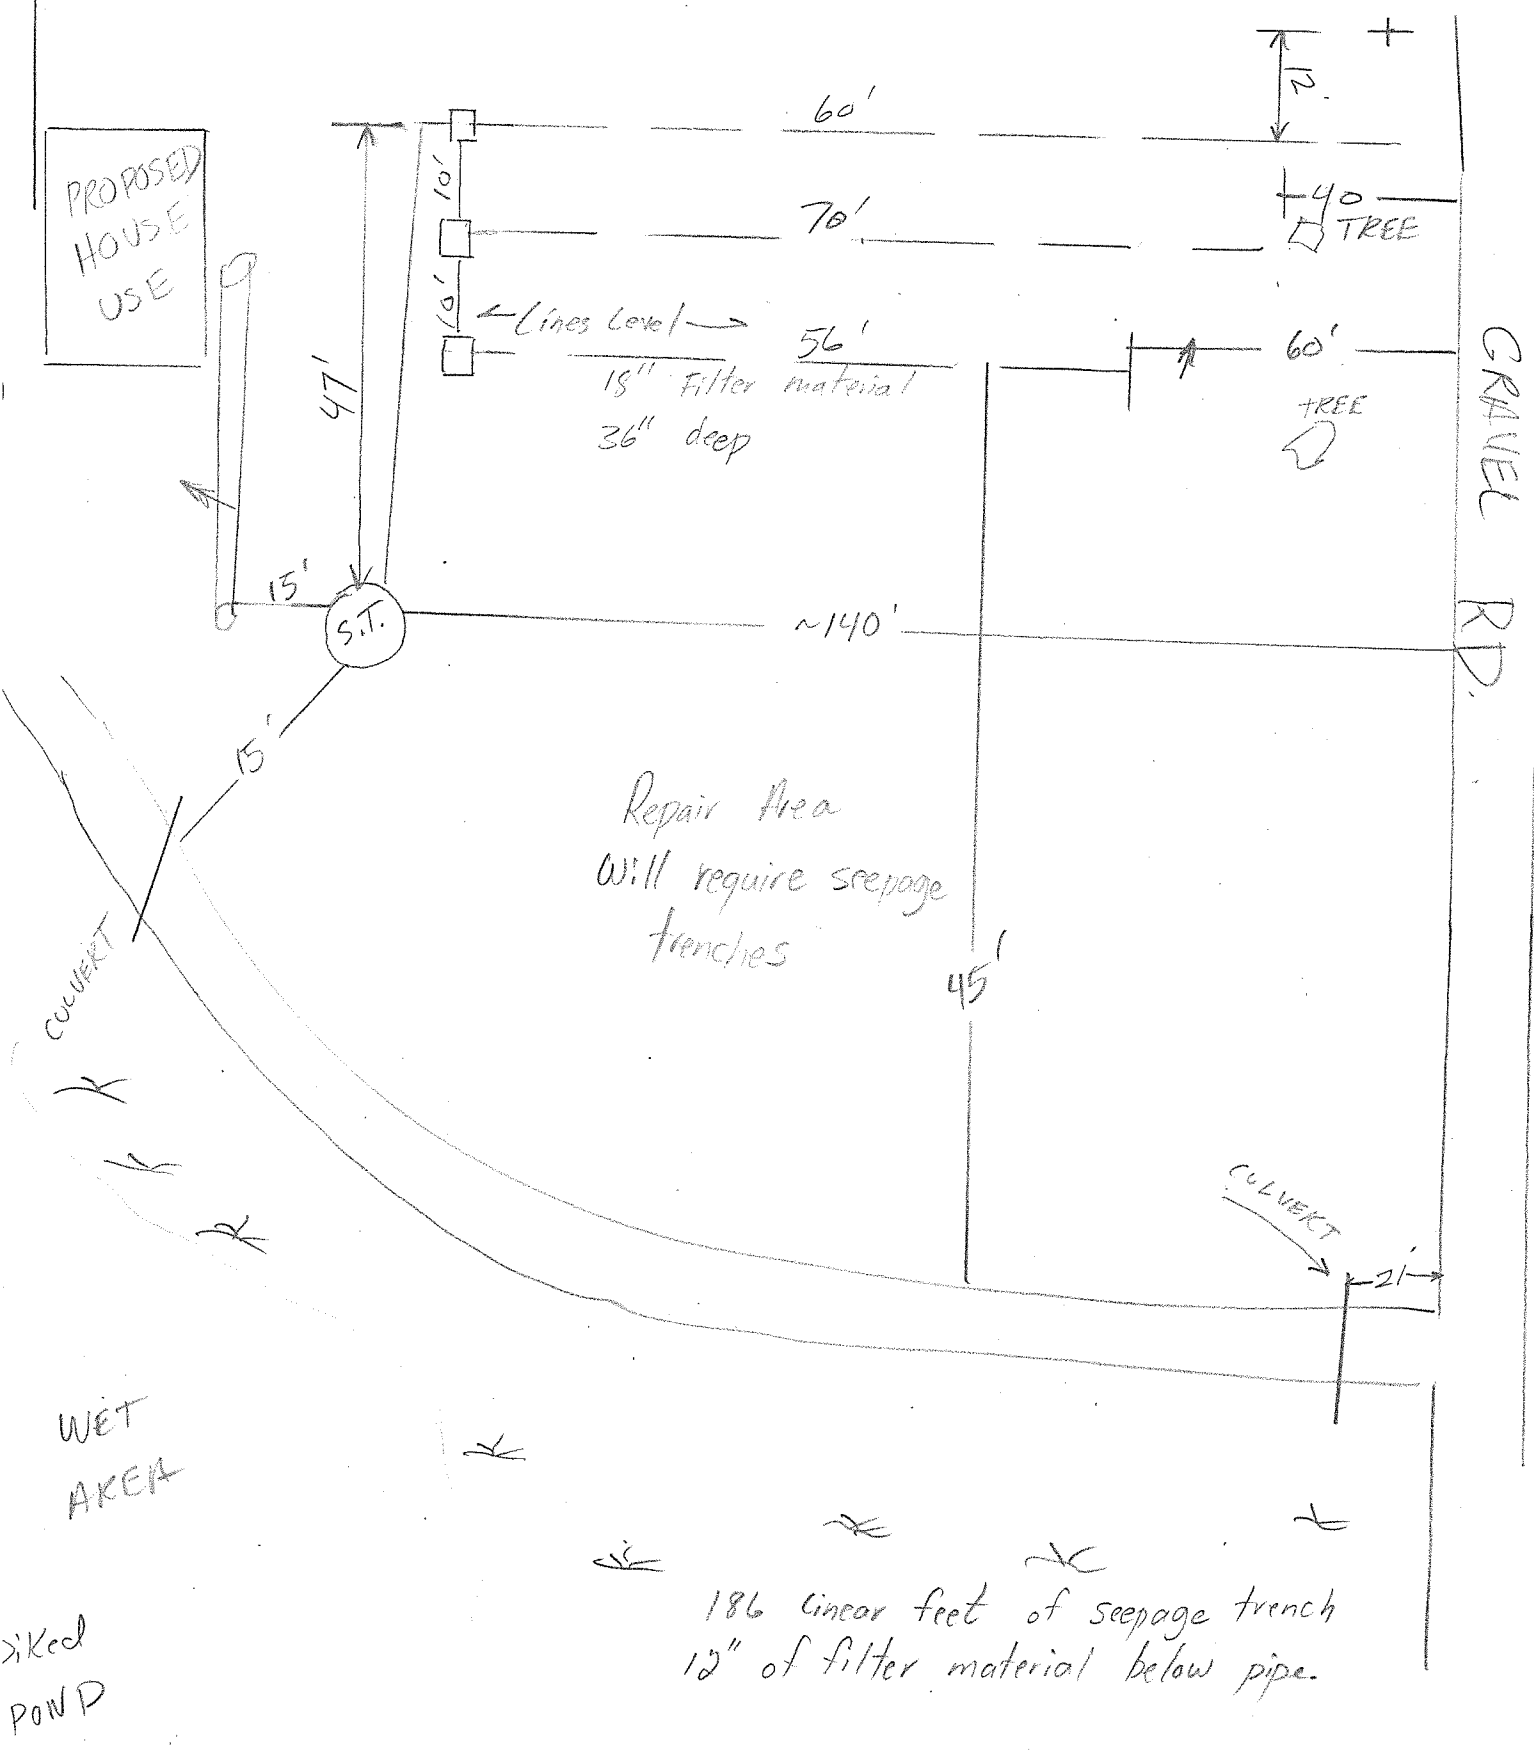 12
60'
PROPOSED
HOUSE
USE
10'
70'
40
TREE
10'
Lines Level
56'
60'
47'
18" Filter material
36" deep
TREE
GRAVEL RD.
15'
S.T.
~140'
15'
Repair Area
Will require seepage
trenches
45'
CULVERT
CULVERT
21'
WET
AREA
186 linear feet of seepage trench
12" of filter material below pipe.
POND